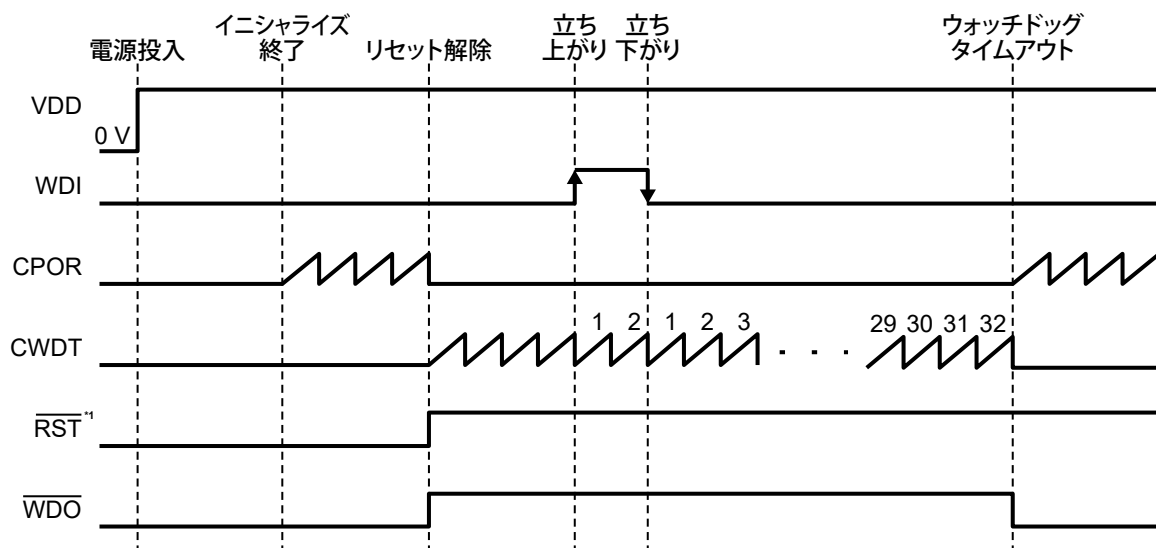 電源投入
イニシャライズ
終了
リセット解除
立ち
上がり
立ち
下がり
ウォッチドッグ
タイムアウト
VDD
0 V
WDI
CPOR
CWDT
1 2 1 2 3
29 30 31 32
RST*1
WDO